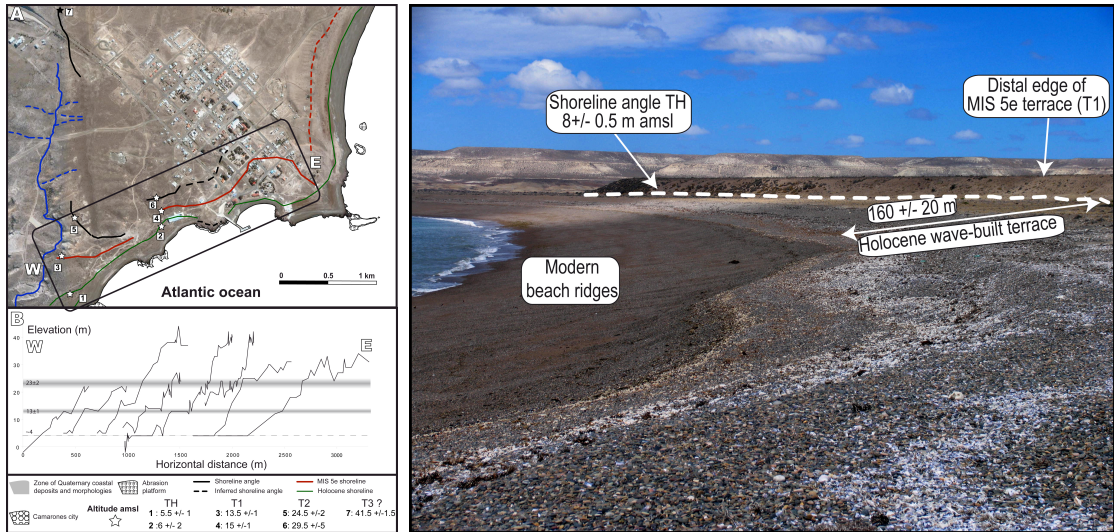 A
7
W
E
5
6
4
2
3
1
0 0.5 1 km
Atlantic ocean
B
Elevation (m)
W
E
40
30
23±2
20
13±1
10
~4
0
0 1000 2000 3000
Horizontal distance (m)
Zone of Quaternary coastal
deposits and morphologies
Abrasion
platform
Shoreline angle
Inferred shoreline angle
MIS 5e shoreline
Holocene shoreline
Camarones city
Altitude amsl
TH T1 T2 T3 ?
1 : 5.5 +/- 1 3: 13.5 +/-1 5: 24.5 +/-2 7: 41.5 +/-1.5
2 :6 +/- 2 4: 15 +/-1 6: 29.5 +/-5
Shoreline angle TH
8+/- 0.5 m amsl
Distal edge of
MIS 5e terrace (T1)
160 +/- 20 m
Holocene wave-built terrace
Modern
beach ridges